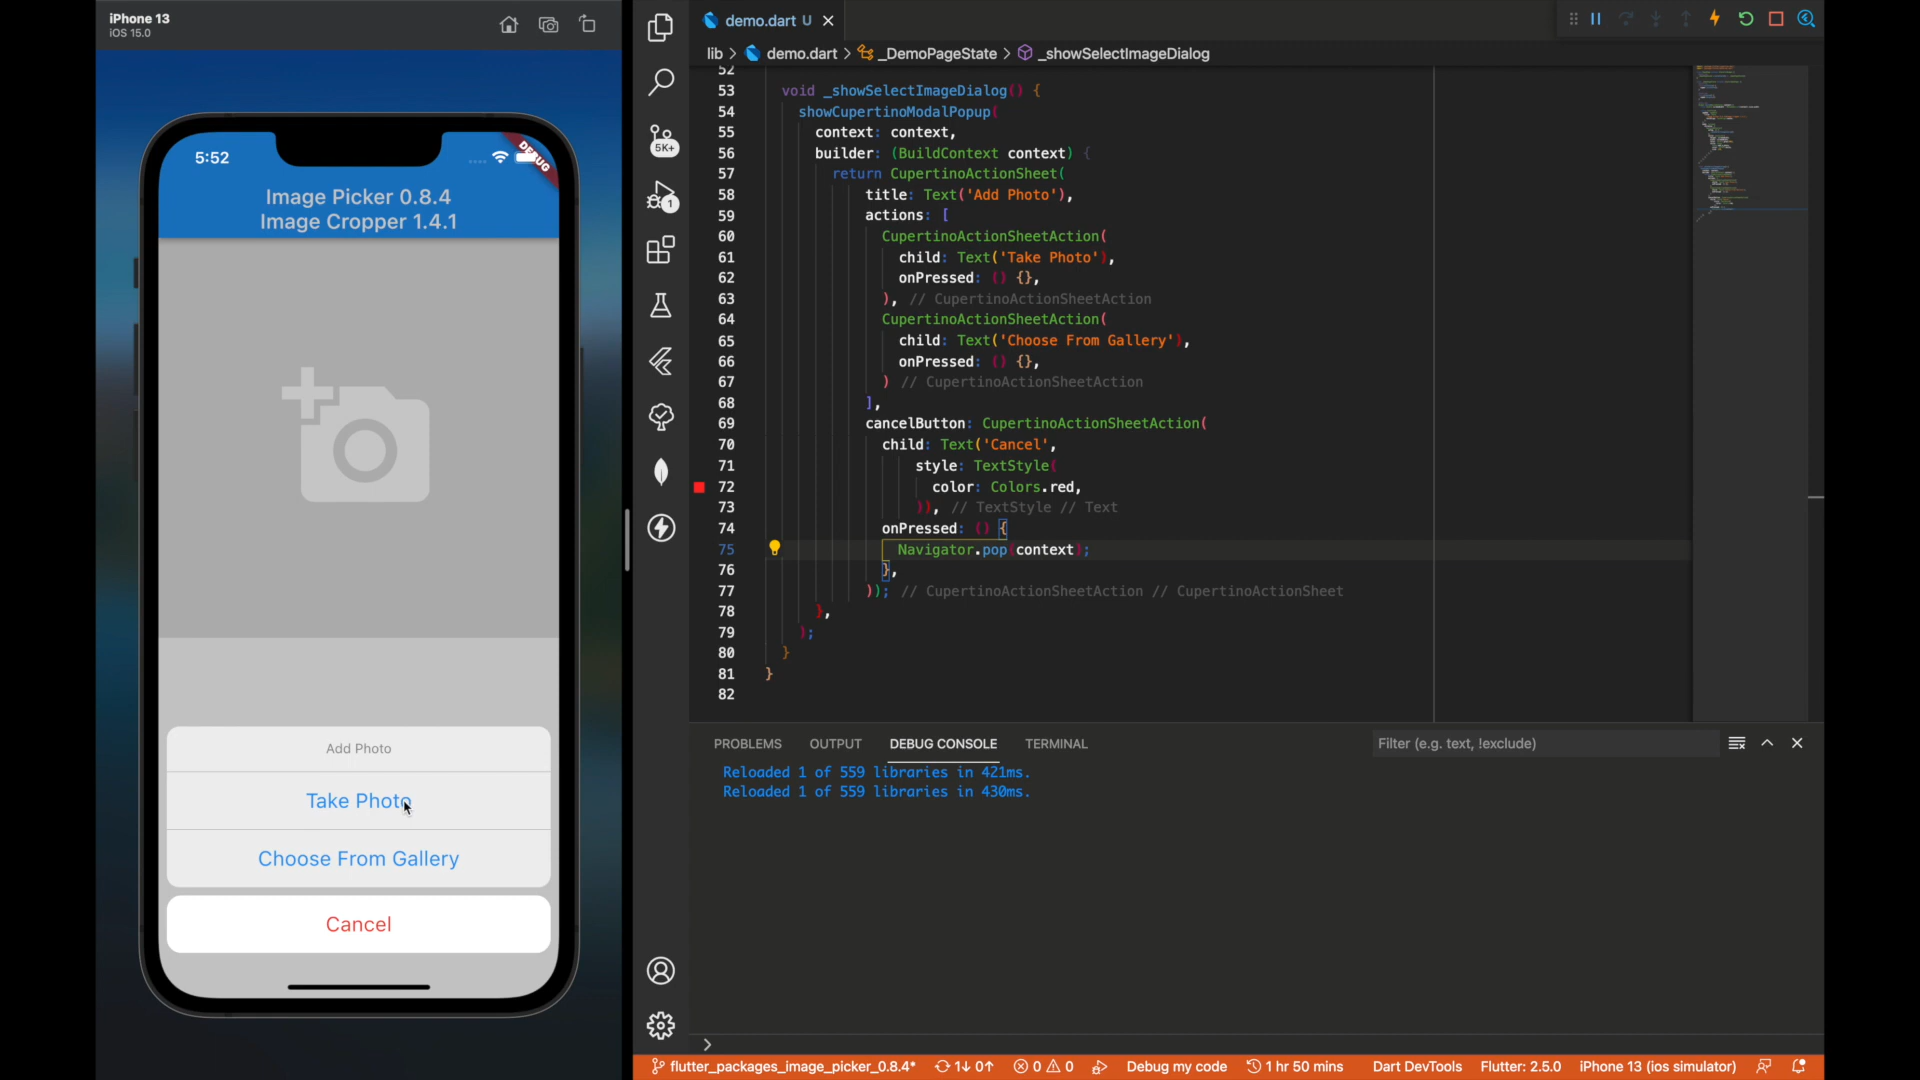 iPhone 13
iOS 15.0
5:52
DEBUG
Image Picker 0.8.4
Image Cropper 1.4.1
Add Photo
Take Photo
Choose From Gallery
Cancel
5K+
1
demo.dart U
lib > demo.dart > _DemoPageState > _showSelectImageDialog
52
53 void _showSelectImageDialog() {
54 showCupertinoModalPopup(
55 context: context,
56 builder: (BuildContext context) {
57 return CupertinoActionSheet(
58 title: Text('Add Photo'),
59 actions: [
60 CupertinoActionSheetAction(
61 child: Text('Take Photo'),
62 onPressed: () {},
63 ), // CupertinoActionSheetAction
64 CupertinoActionSheetAction(
65 child: Text('Choose From Gallery'),
66 onPressed: () {},
67 ) // CupertinoActionSheetAction
68 ],
69 cancelButton: CupertinoActionSheetAction(
70 child: Text('Cancel',
71 style: TextStyle(
72 color: Colors.red,
73 )), // TextStyle // Text
74 onPressed: () {
75 Navigator.pop(context);
76 },
77 )); // CupertinoActionSheetAction // CupertinoActionSheet
78 },
79 );
80 }
81 }
82
PROBLEMS OUTPUT DEBUG CONSOLE TERMINAL
Filter (e.g. text, !exclude)
Reloaded 1 of 559 libraries in 421ms.
Reloaded 1 of 559 libraries in 430ms.
flutter_packages_image_picker_0.8.4* 1↓ 0↑ 0 0 Debug my code 1 hr 50 mins Dart DevTools Flutter: 2.5.0 iPhone 13 (ios simulator)